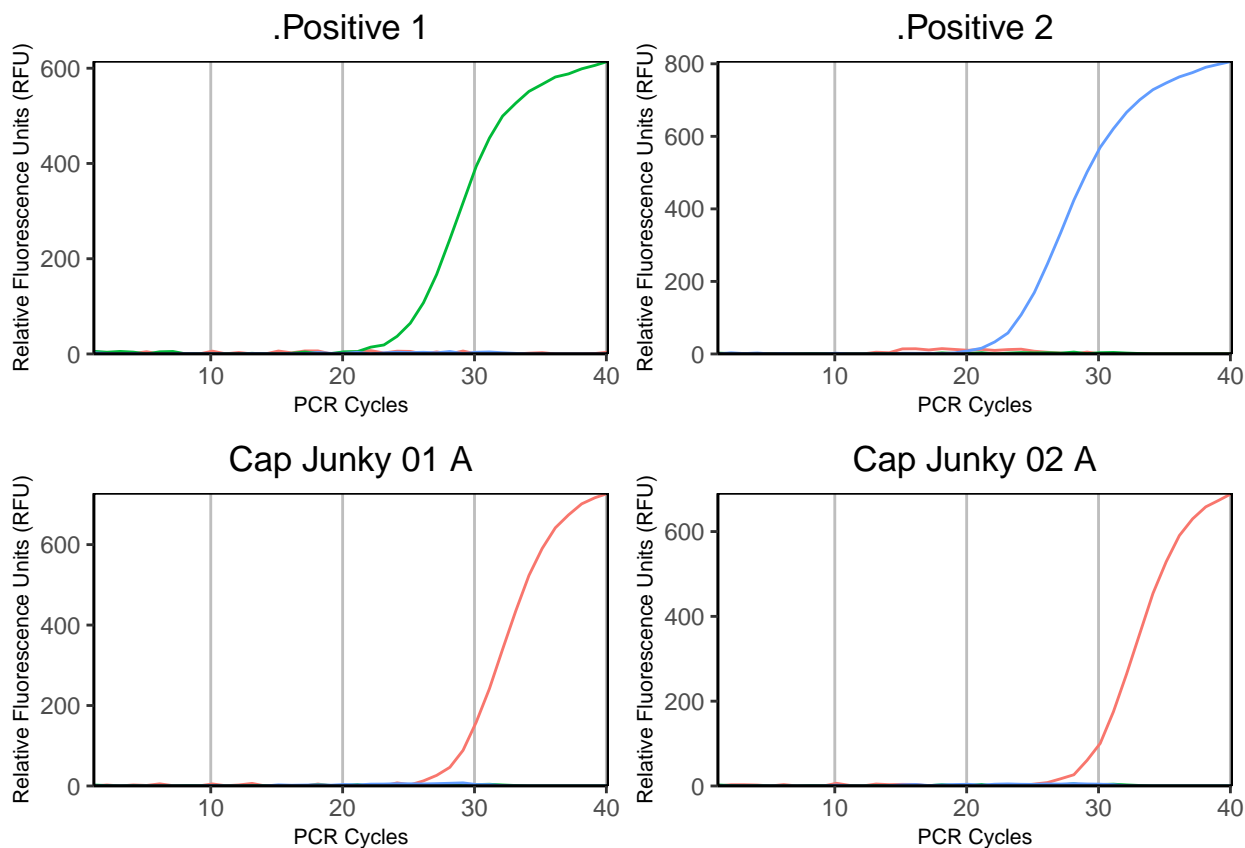 .Positive 1
Relative Fluorescence Units (RFU)
600
400
200
0
10 20 30 40
PCR Cycles
.Positive 2
Relative Fluorescence Units (RFU)
800
600
400
200
0
10 20 30 40
PCR Cycles
Cap Junky 01 A
Relative Fluorescence Units (RFU)
600
400
200
0
10 20 30 40
PCR Cycles
Cap Junky 02 A
Relative Fluorescence Units (RFU)
600
400
200
0
10 20 30 40
PCR Cycles